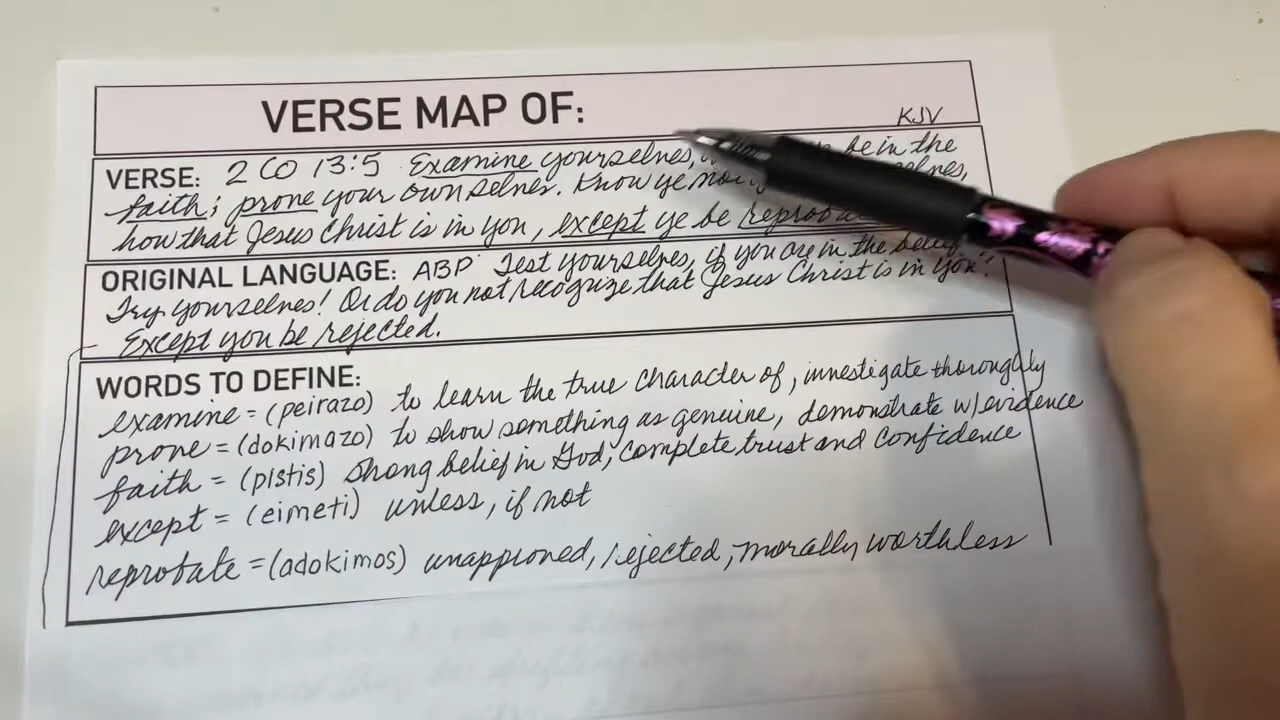 VERSE MAP OF:
KJV
VERSE: 2 CO 13:5 Examine yourselves, be in the
faith; prone your own selves. Know ye not
how that Jesus Christ is in you, except ye be
ORIGINAL LANGUAGE: ABP Test yourselves, if you are in the
Try yourselves! Or do you not recognize that Jesus Christ is in you?!
Except you be rejected.
WORDS TO DEFINE:
examine = (peirazo) to learn the true character of, investigate thoroughly
prone = (dokimazo) to show something as genuine, demonstrate w/evidence
faith = (pistis) strong belief in God; complete trust and confidence
except = (eimeti) unless, if not
reprobate = (adokimos) unapproved, rejected, morally worthless